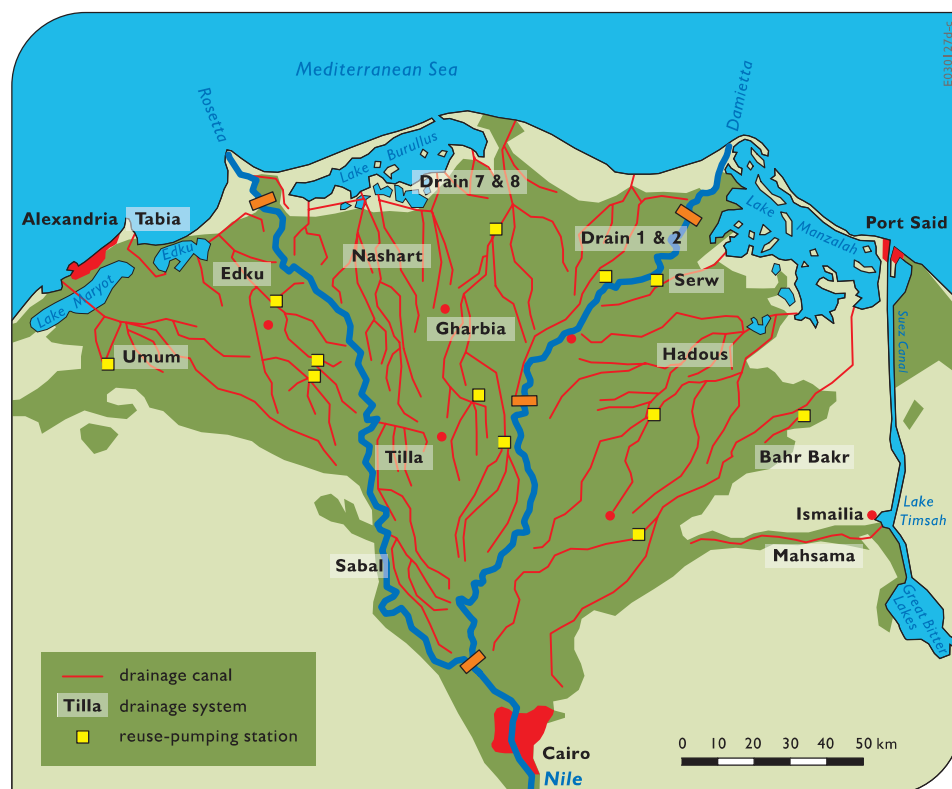 E030127d-c
Mediterranean Sea
Rosetta
Damietta
Lake Burullus
Drain 7 & 8
Alexandria
Tabia
Lake
Manzalah
Port Said
Edku
Drain 1 & 2
Nashart
Edku
Serw
Lake Maryot
Suez Canal
Gharbia
Umum
Hadous
Tilla
Bahr Bakr
Lake
Timsah
Ismailia
Mahsama
Sabal
Great Bitter
Lakes
drainage canal
Tilla
drainage system
reuse-pumping station
Cairo
Nile
0 10 20 30 40 50 km